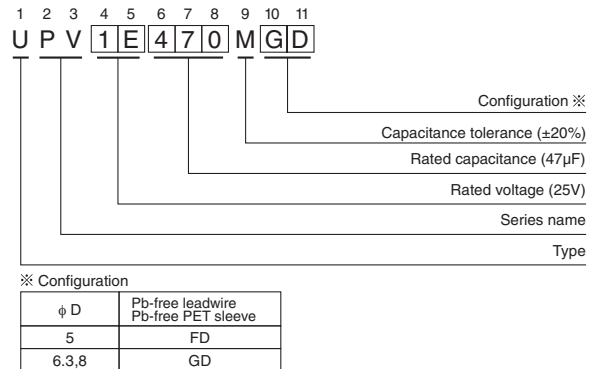 1 2 3 4 5 6 7 8 9 10 11
U P V 1 E 4 7 0 M G D
Configuration ※
Capacitance tolerance (±20%)
Rated capacitance (47µF)
Rated voltage (25V)
Series name
Type
※ Configuration
ϕ D
Pb-free leadwire
Pb-free PET sleeve
5 FD
6.3,8 GD